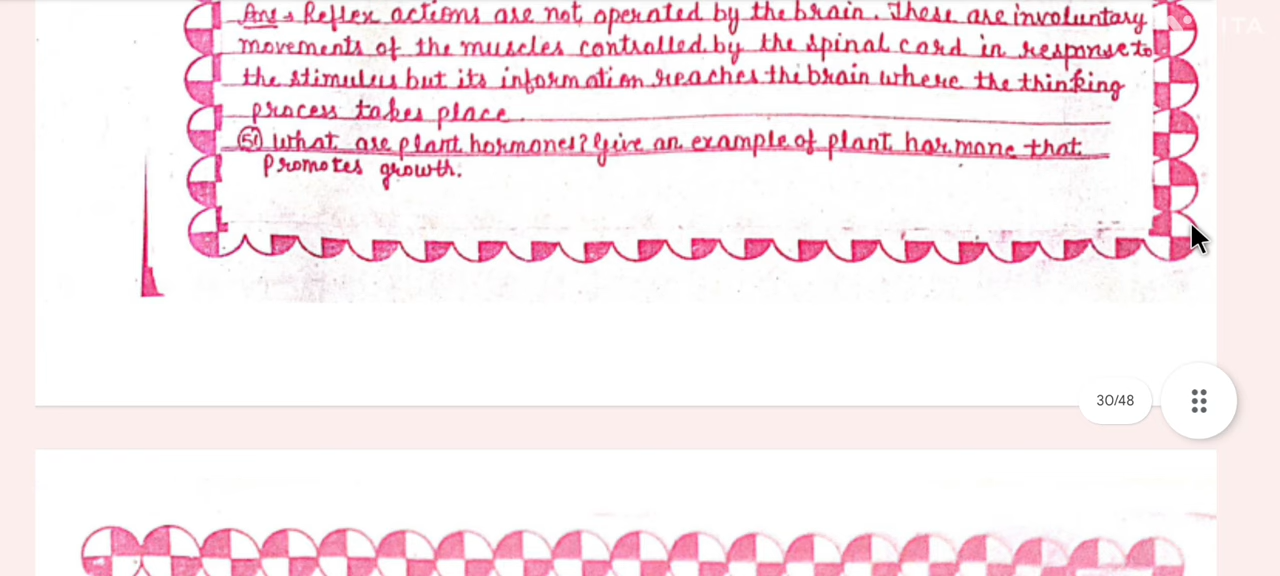 Ans → Reflex actions are not operated by the brain. These are involuntary
movements of the muscles controlled by the spinal cord in response to
the stimulus but its information reaches the brain where the thinking
process takes place
50 What are plant hormones? Give an example of plant hormone that
promotes growth.
30/48